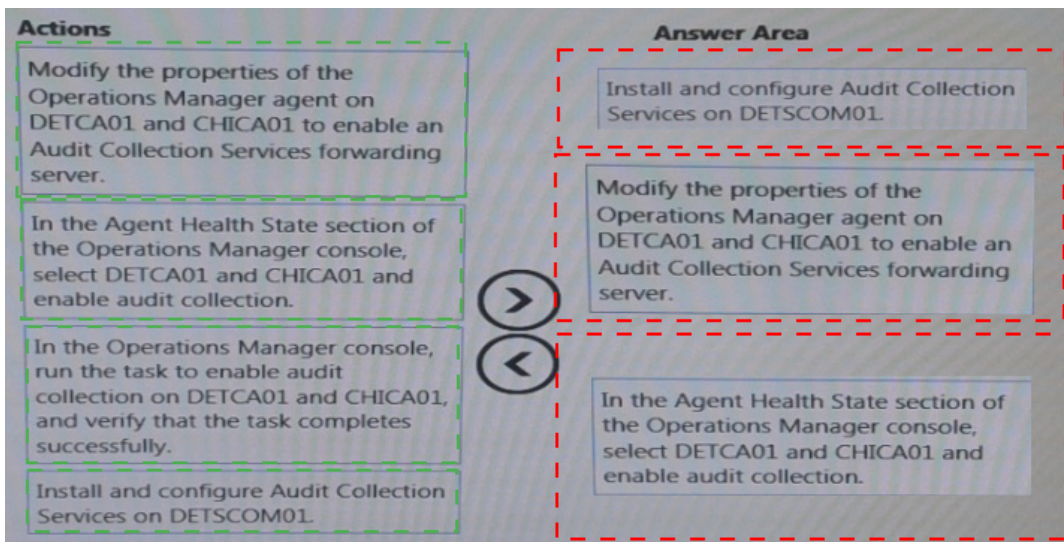 Actions
Modify the properties of the
Operations Manager agent on
DETCA01 and CHICA01 to enable an
Audit Collection Services forwarding
server.
In the Agent Health State section of
the Operations Manager console,
select DETCA01 and CHICA01 and
enable audit collection.
In the Operations Manager console,
run the task to enable audit
collection on DETCA01 and CHICA01,
and verify that the task completes
successfully.
Install and configure Audit Collection
Services on DETSCOM01.
Answer Area
Install and configure Audit Collection
Services on DETSCOM01.
Modify the properties of the
Operations Manager agent on
DETCA01 and CHICA01 to enable an
Audit Collection Services forwarding
server.
In the Agent Health State section of
the Operations Manager console,
select DETCA01 and CHICA01 and
enable audit collection.